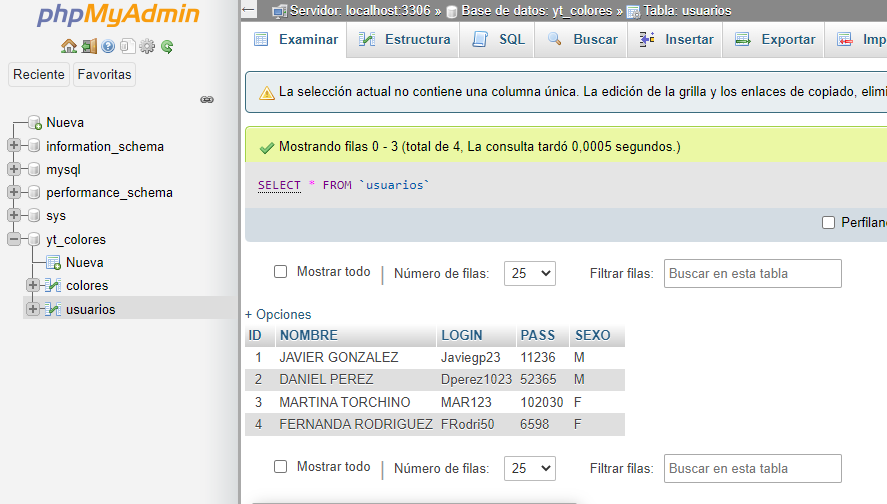 phpMyAdmin
Reciente Favoritas
Nueva
information_schema
mysql
performance_schema
sys
yt_colores
Nueva
colores
usuarios
Servidor: localhost:3306 » Base de datos: yt_colores » Tabla: usuarios
Examinar Estructura SQL Buscar Insertar Exportar Imp
La selección actual no contiene una columna única. La edición de la grilla y los enlaces de copiado, elimi
Mostrando filas 0 - 3 (total de 4, La consulta tardó 0,0005 segundos.)
SELECT * FROM `usuarios`
Perfilan
Mostrar todo | Número de filas: 25 Filtrar filas: Buscar en esta tabla
+ Opciones
ID NOMBRE LOGIN PASS SEXO
1 JAVIER GONZALEZ Javiegp23 11236 M
2 DANIEL PEREZ Dperez1023 52365 M
3 MARTINA TORCHINO MAR123 102030 F
4 FERNANDA RODRIGUEZ FRodri50 6598 F
Mostrar todo | Número de filas: 25 Filtrar filas: Buscar en esta tabla